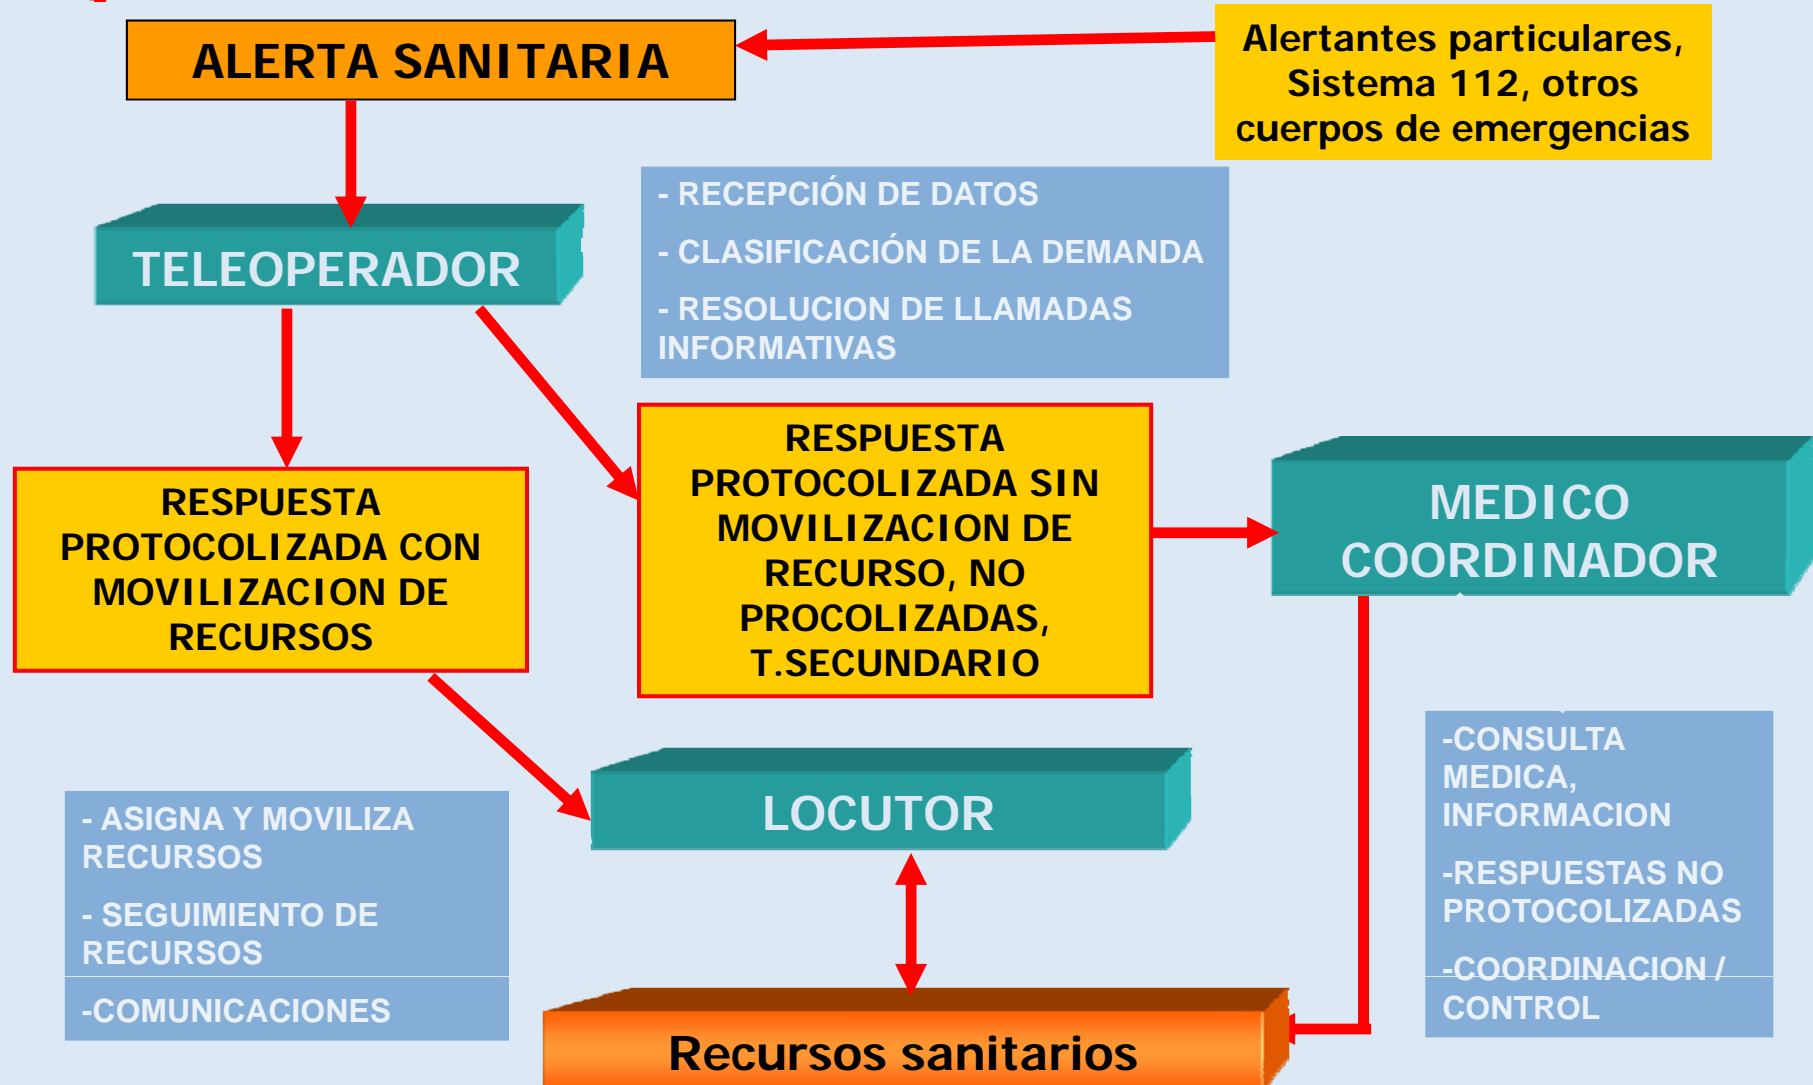 ALERTA SANITARIA
Alertantes particulares,
Sistema 112, otros
cuerpos de emergencias
TELEOPERADOR
- RECEPCIÓN DE DATOS
- CLASIFICACIÓN DE LA DEMANDA
- RESOLUCION DE LLAMADAS
INFORMATIVAS
RESPUESTA
PROTOCOLIZADA CON
MOVILIZACION DE
RECURSOS
RESPUESTA
PROTOCOLIZADA SIN
MOVILIZACION DE
RECURSO, NO
PROCOLIZADAS,
T.SECUNDARIO
MEDICO
COORDINADOR
LOCUTOR
- ASIGNA Y MOVILIZA
RECURSOS
- SEGUIMIENTO DE
RECURSOS
-COMUNICACIONES
-CONSULTA
MEDICA,
INFORMACION
-RESPUESTAS NO
PROTOCOLIZADAS
-COORDINACION /
CONTROL
Recursos sanitarios